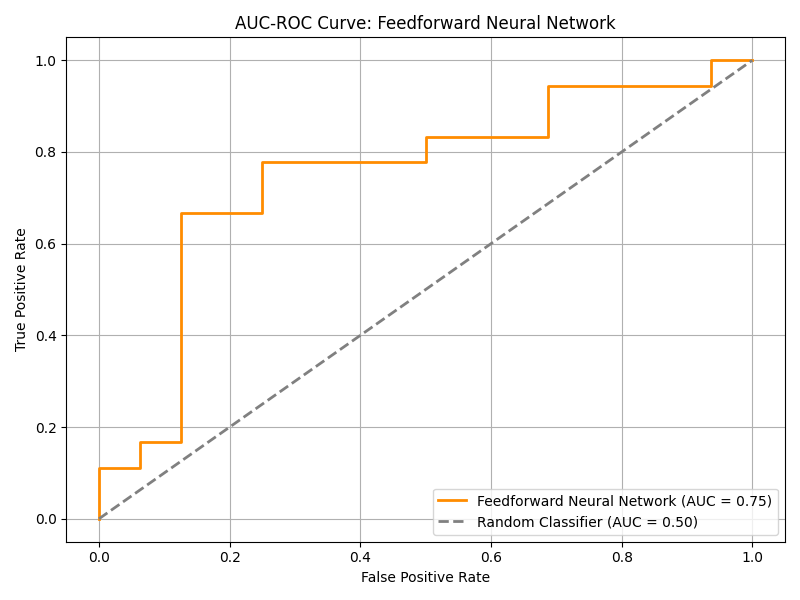 AUC-ROC Curve: Feedforward Neural Network
True Positive Rate
1.0
0.8
0.6
0.4
0.2
0.0
Feedforward Neural Network (AUC = 0.75)
Random Classifier (AUC = 0.50)
0.0 0.2 0.4 0.6 0.8 1.0
False Positive Rate